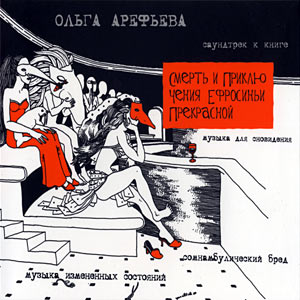 ОЛЬГА АРЕФЬЕВА
саундтрек к книге
СМЕРТЬ И ПРИКЛЮ
ЧЕНИЯ ЕФРОСИНЬИ
ПРЕКРАСНОЙ
музыка для сновидения
сомнамбулический бред
музыка измененных состояний